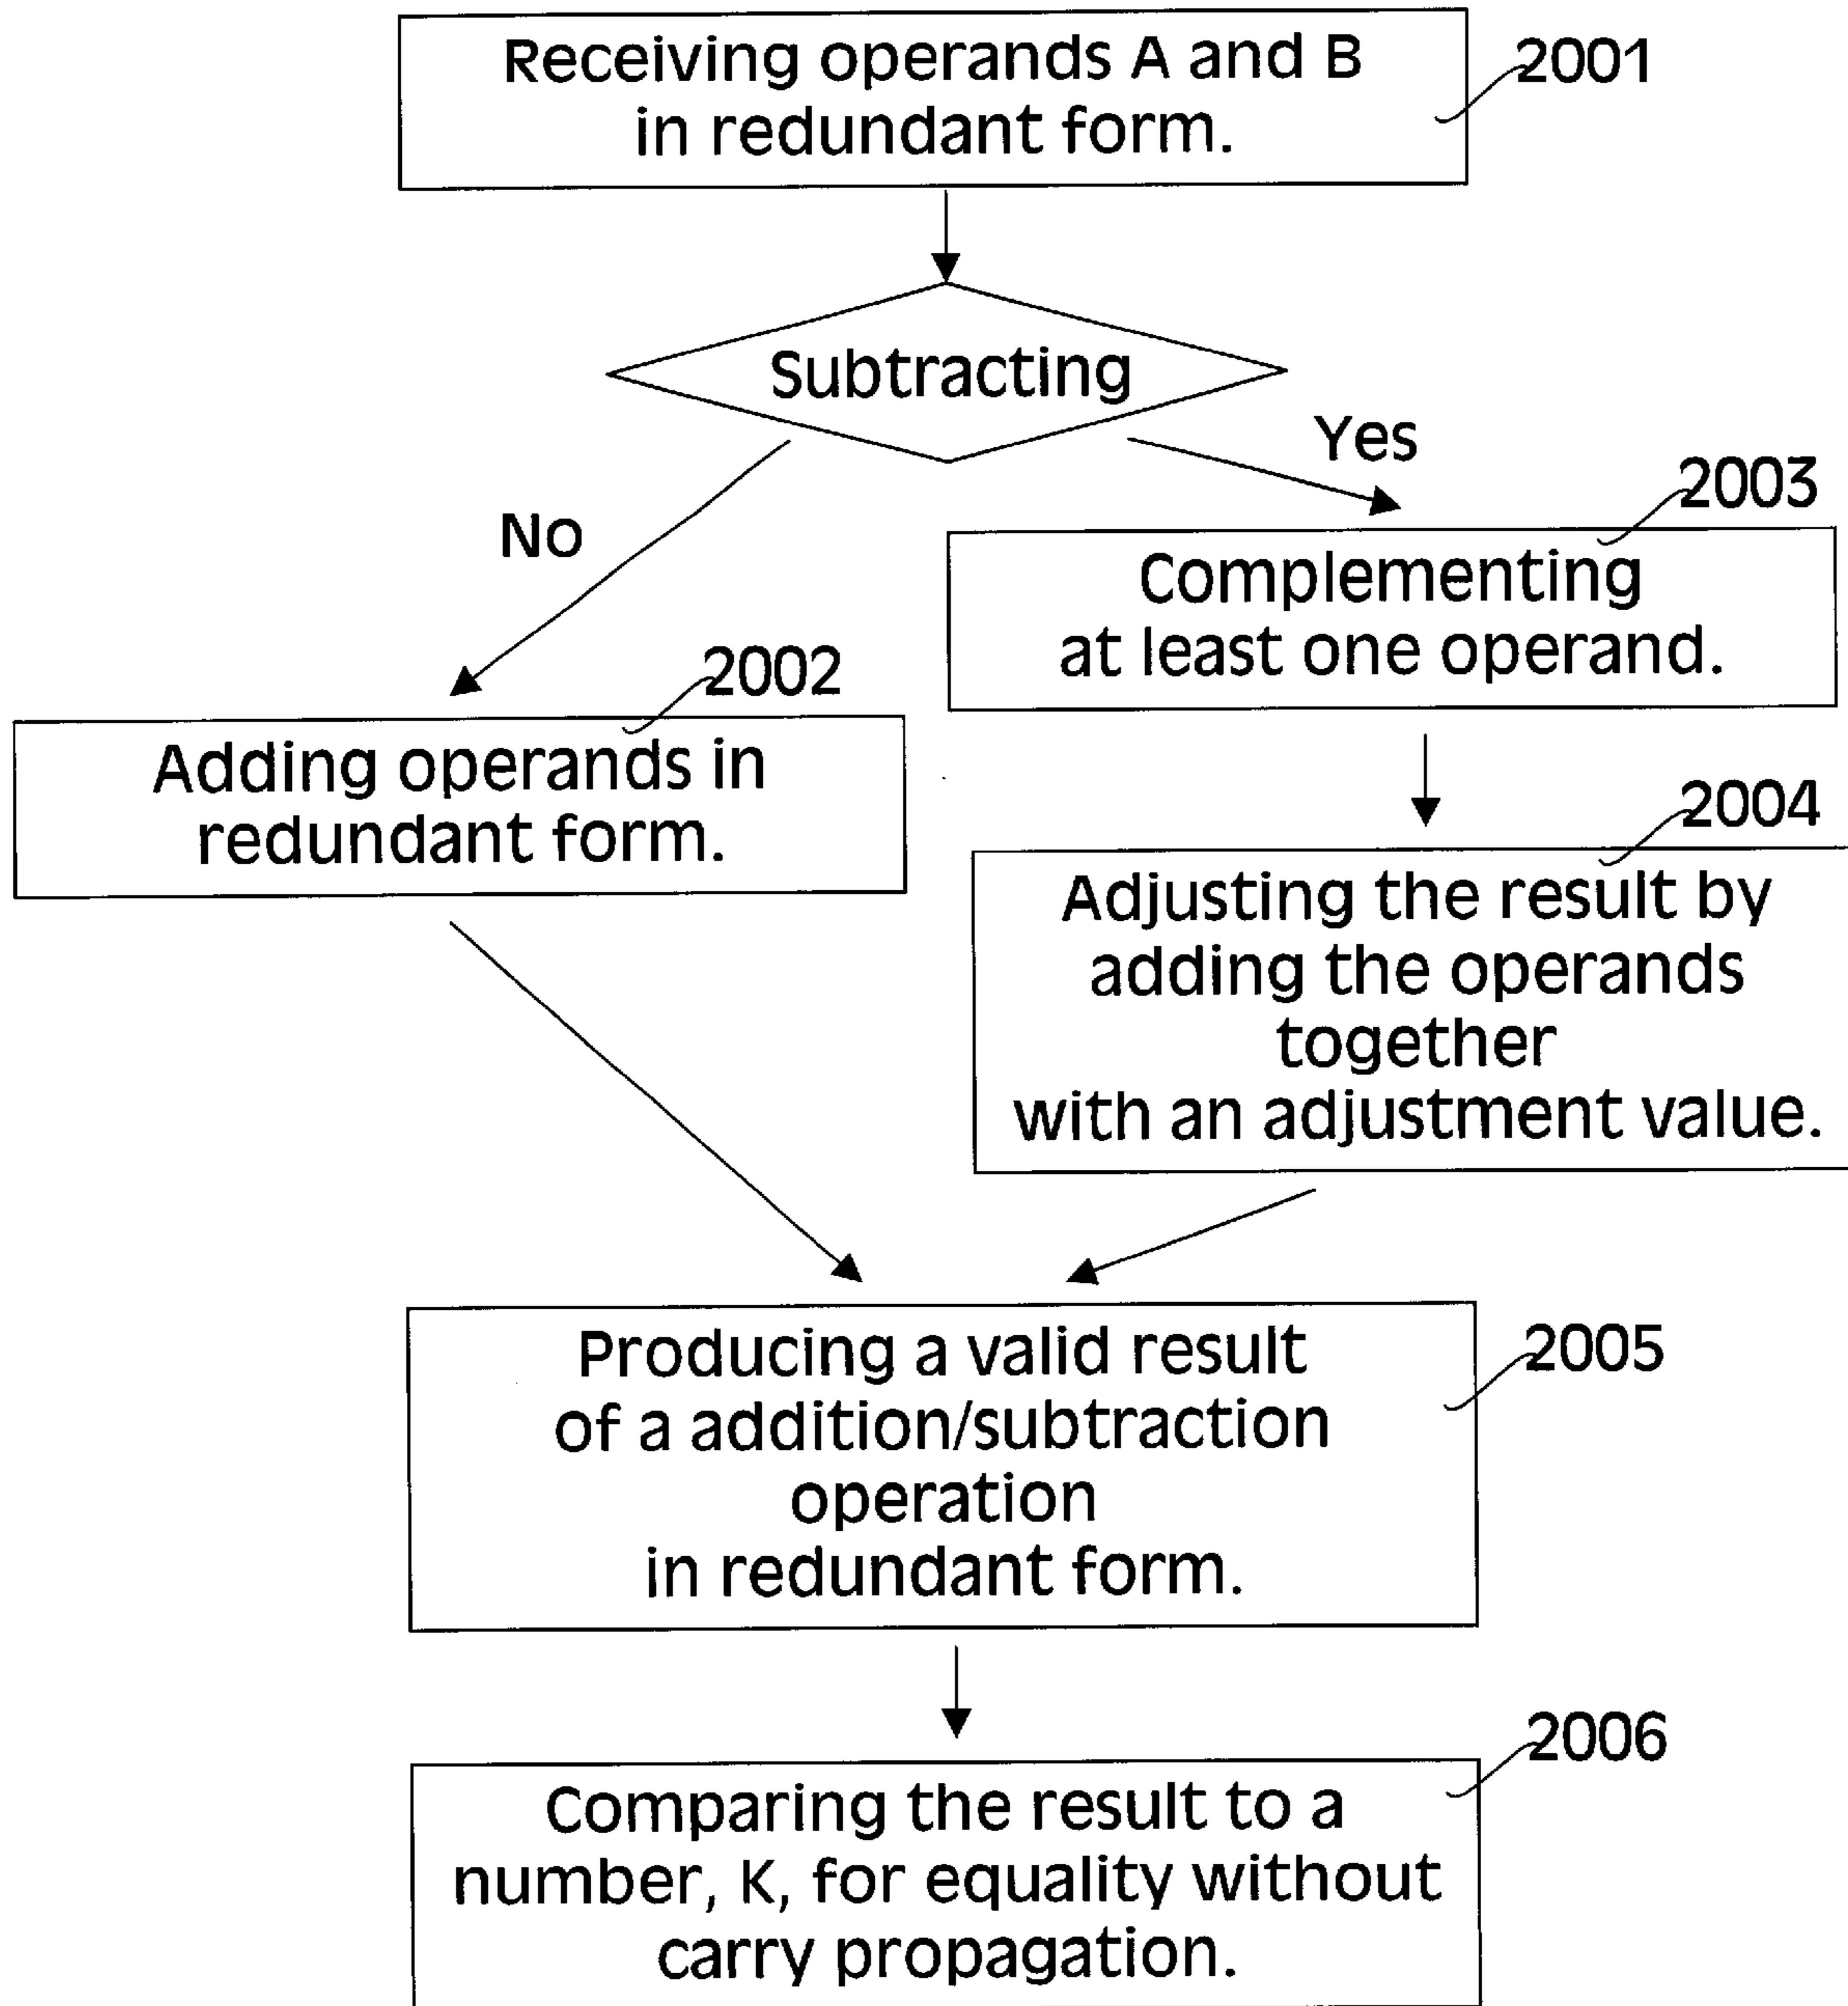 Receiving operands A and B
in redundant form.
2001
Subtracting
Yes
No
2003
Complementing
at least one operand.
2002
Adding operands in
redundant form.
2004
Adjusting the result by
adding the operands
together
with an adjustment value.
Producing a valid result
of a addition/subtraction
operation
in redundant form.
2005
Comparing the result to a
number, K, for equality without
carry propagation.
2006